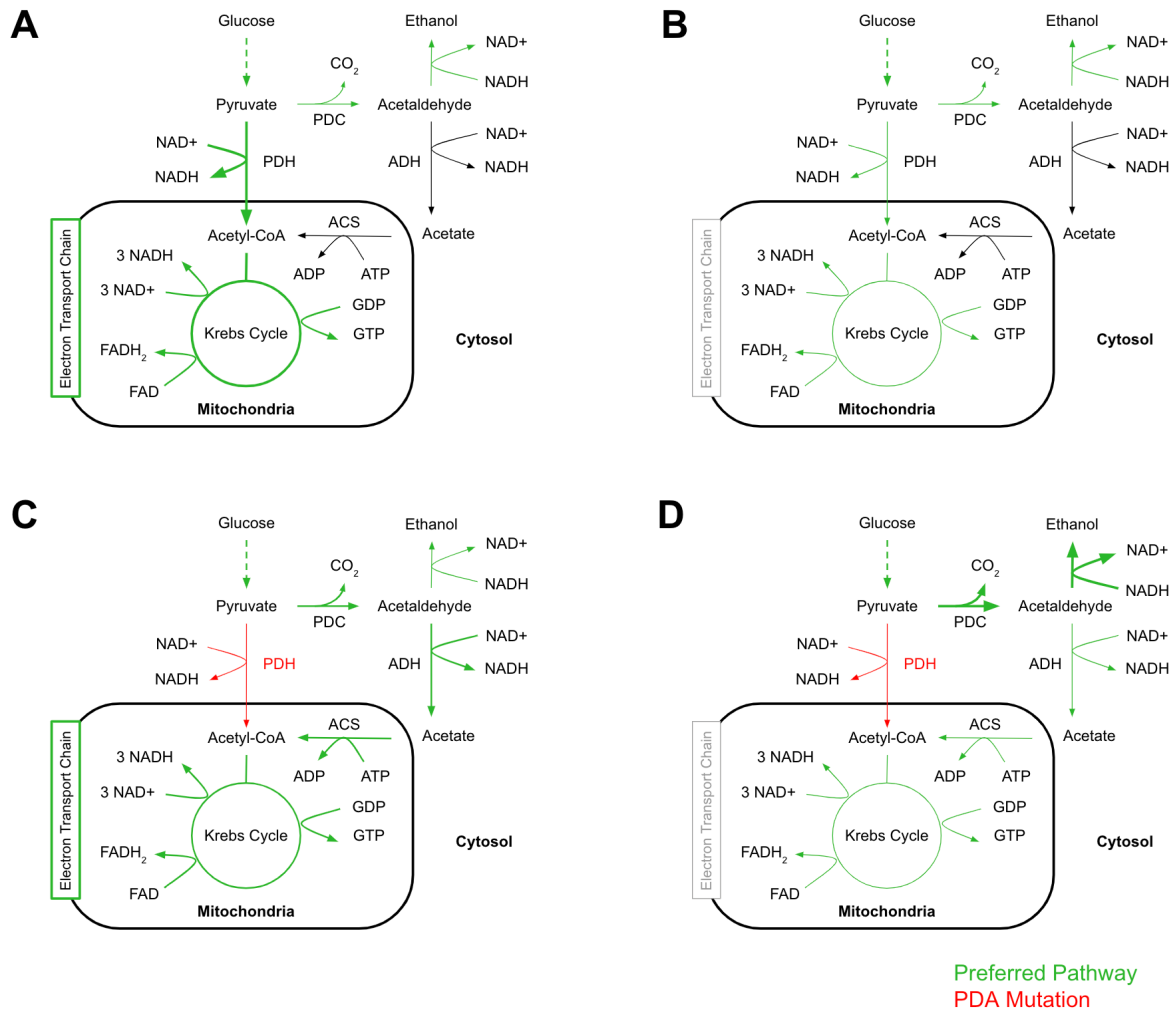 A
Glucose
Ethanol
NAD+
CO2
NADH
Pyruvate
Acetaldehyde
PDC
NAD+
NAD+
PDH
ADH
NADH
NADH
ACS
Acetyl-CoA
Acetate
3 NADH
ADP
ATP
3 NAD+
GDP
Krebs Cycle
GTP
Cytosol
FADH2
FAD
Mitochondria
Electron Transport Chain
B
Glucose
Ethanol
NAD+
CO2
NADH
Pyruvate
Acetaldehyde
PDC
NAD+
NAD+
PDH
ADH
NADH
NADH
ACS
Acetyl-CoA
Acetate
3 NADH
ADP
ATP
3 NAD+
GDP
Krebs Cycle
GTP
Cytosol
FADH2
FAD
Mitochondria
Electron Transport Chain
C
Glucose
Ethanol
NAD+
CO2
NADH
Pyruvate
Acetaldehyde
PDC
NAD+
NAD+
PDH
ADH
NADH
NADH
ACS
Acetyl-CoA
Acetate
3 NADH
ADP
ATP
3 NAD+
GDP
Krebs Cycle
GTP
Cytosol
FADH2
FAD
Mitochondria
Electron Transport Chain
D
Glucose
Ethanol
NAD+
CO2
NADH
Pyruvate
Acetaldehyde
PDC
NAD+
NAD+
PDH
ADH
NADH
NADH
ACS
Acetyl-CoA
Acetate
3 NADH
ADP
ATP
3 NAD+
GDP
Krebs Cycle
GTP
Cytosol
FADH2
FAD
Mitochondria
Electron Transport Chain
Preferred Pathway
PDA Mutation